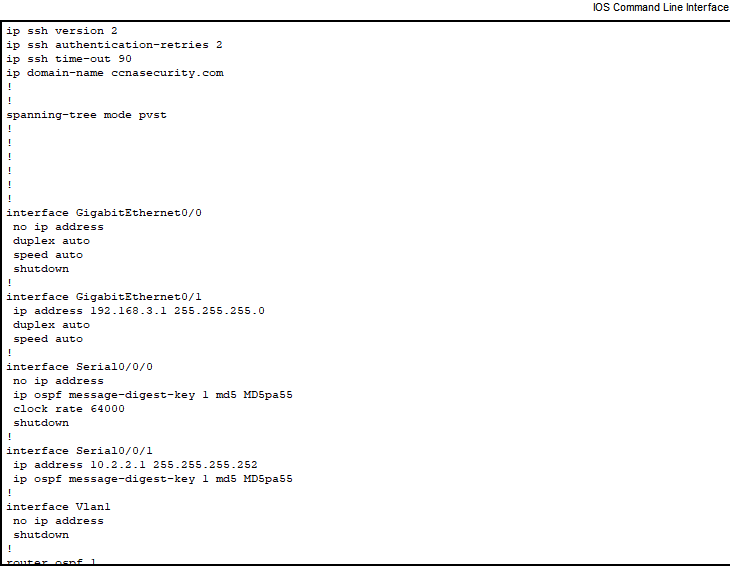 IOS Command Line Interface
ip ssh version 2
ip ssh authentication-retries 2
ip ssh time-out 90
ip domain-name ccnasecurity.com
!
!
spanning-tree mode pvst
!
!
!
!
!
!
interface GigabitEthernet0/0
 no ip address
 duplex auto
 speed auto
 shutdown
!
interface GigabitEthernet0/1
 ip address 192.168.3.1 255.255.255.0
 duplex auto
 speed auto
!
interface Serial0/0/0
 no ip address
 ip ospf message-digest-key 1 md5 MD5pa55
 clock rate 64000
 shutdown
!
interface Serial0/0/1
 ip address 10.2.2.1 255.255.255.252
 ip ospf message-digest-key 1 md5 MD5pa55
!
interface Vlan1
 no ip address
 shutdown
!
router ospf 1